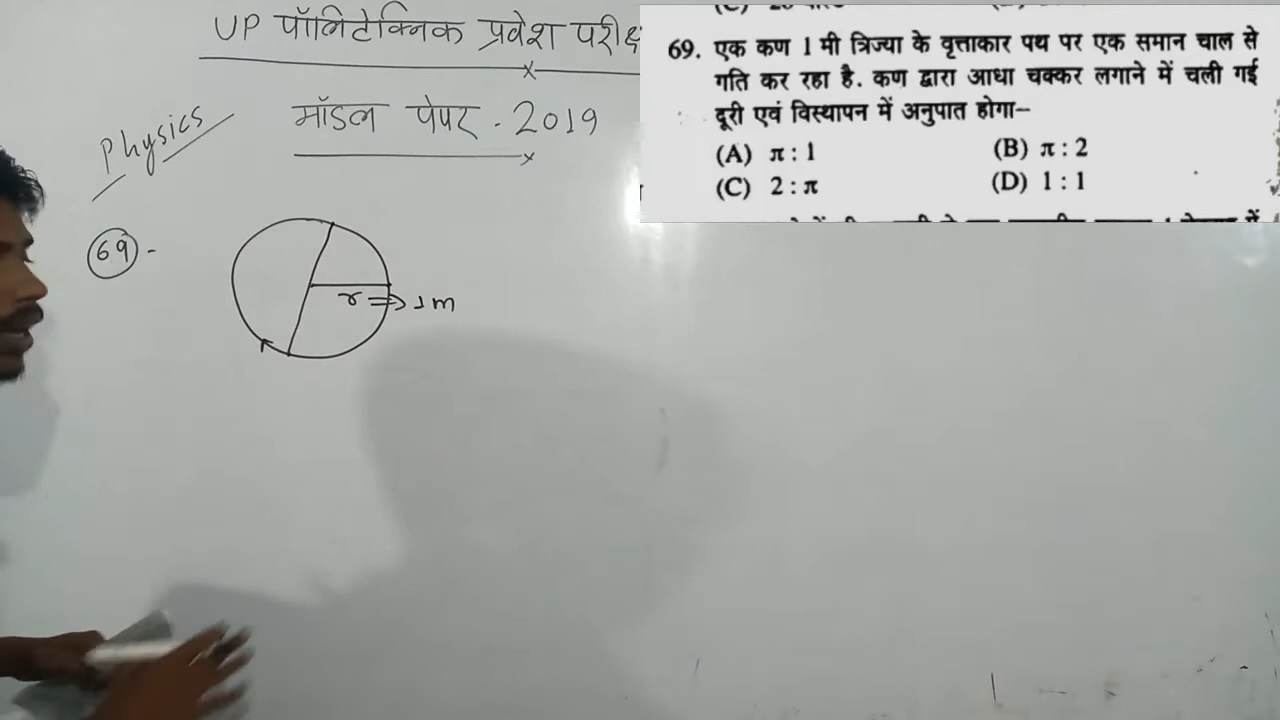 UP पॉलिटेक्निक प्रवेश परीक्ष
मॉडल पेपर - 2019
Physics
69 -
r ⇒ 1 m
69. एक कण 1 मी त्रिज्या के वृत्ताकार पथ पर एक समान चाल से
गति कर रहा है. कण द्वारा आधा चक्कर लगाने में चली गई
दूरी एवं विस्थापन में अनुपात होगा–
(A) π : 1 (B) π : 2
(C) 2 : π (D) 1 : 1